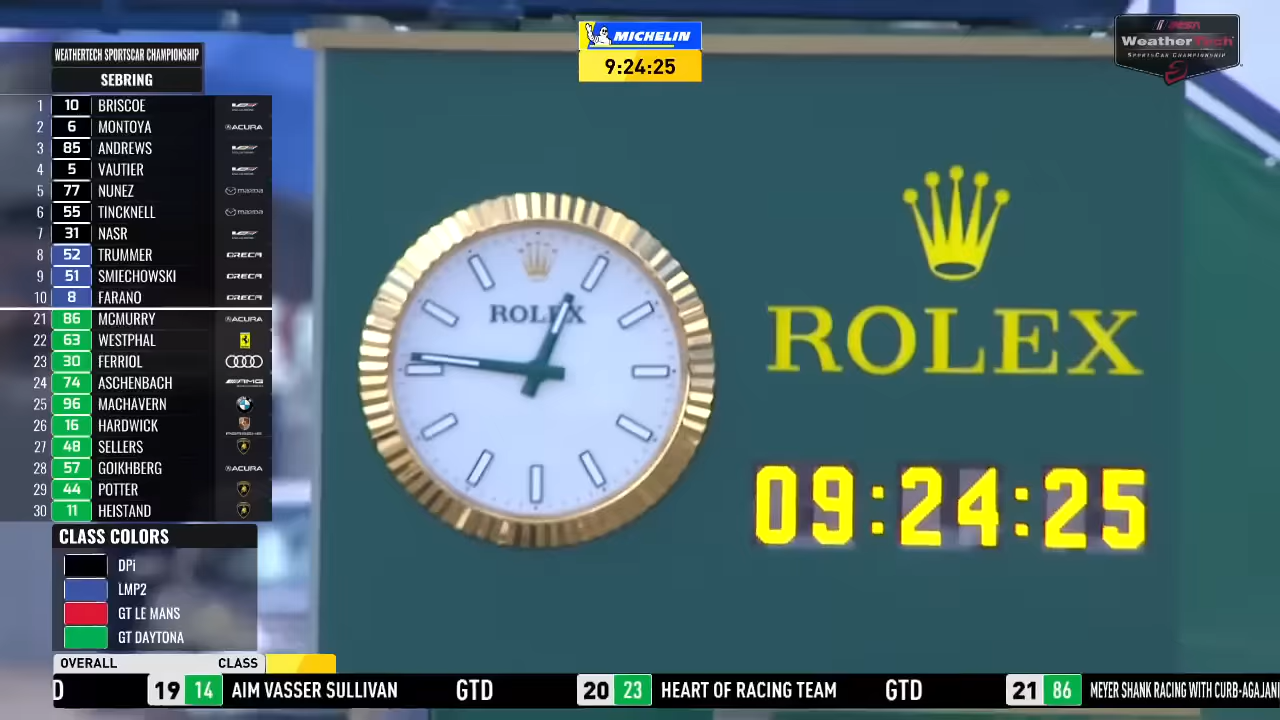 MICHELIN
9:24:25
IMSA
WeatherTech
SPORTSCAR CHAMPIONSHIP
WEATHERTECH SPORTSCAR CHAMPIONSHIP
SEBRING
1 10 BRISCOE
2 6 MONTOYA ACURA
3 85 ANDREWS
4 5 VAUTIER
5 77 NUNEZ mazda
6 55 TINCKNELL mazda
7 31 NASR
8 52 TRUMMER ORECA
9 51 SMIECHOWSKI ORECA
10 8 FARANO ORECA
21 86 MCMURRY ACURA
22 63 WESTPHAL
23 30 FERRIOL
24 74 ASCHENBACH AMG
25 96 MACHAVERN
26 16 HARDWICK PORSCHE
27 48 SELLERS
28 57 GOIKHBERG ACURA
29 44 POTTER
30 11 HEISTAND
CLASS COLORS
DPi
LMP2
GT LE MANS
GT DAYTONA
ROLEX
ROLEX
09:24:25
OVERALL CLASS
D 19 14 AIM VASSER SULLIVAN GTD 20 23 HEART OF RACING TEAM GTD 21 86 MEYER SHANK RACING WITH CURB-AGAJANI